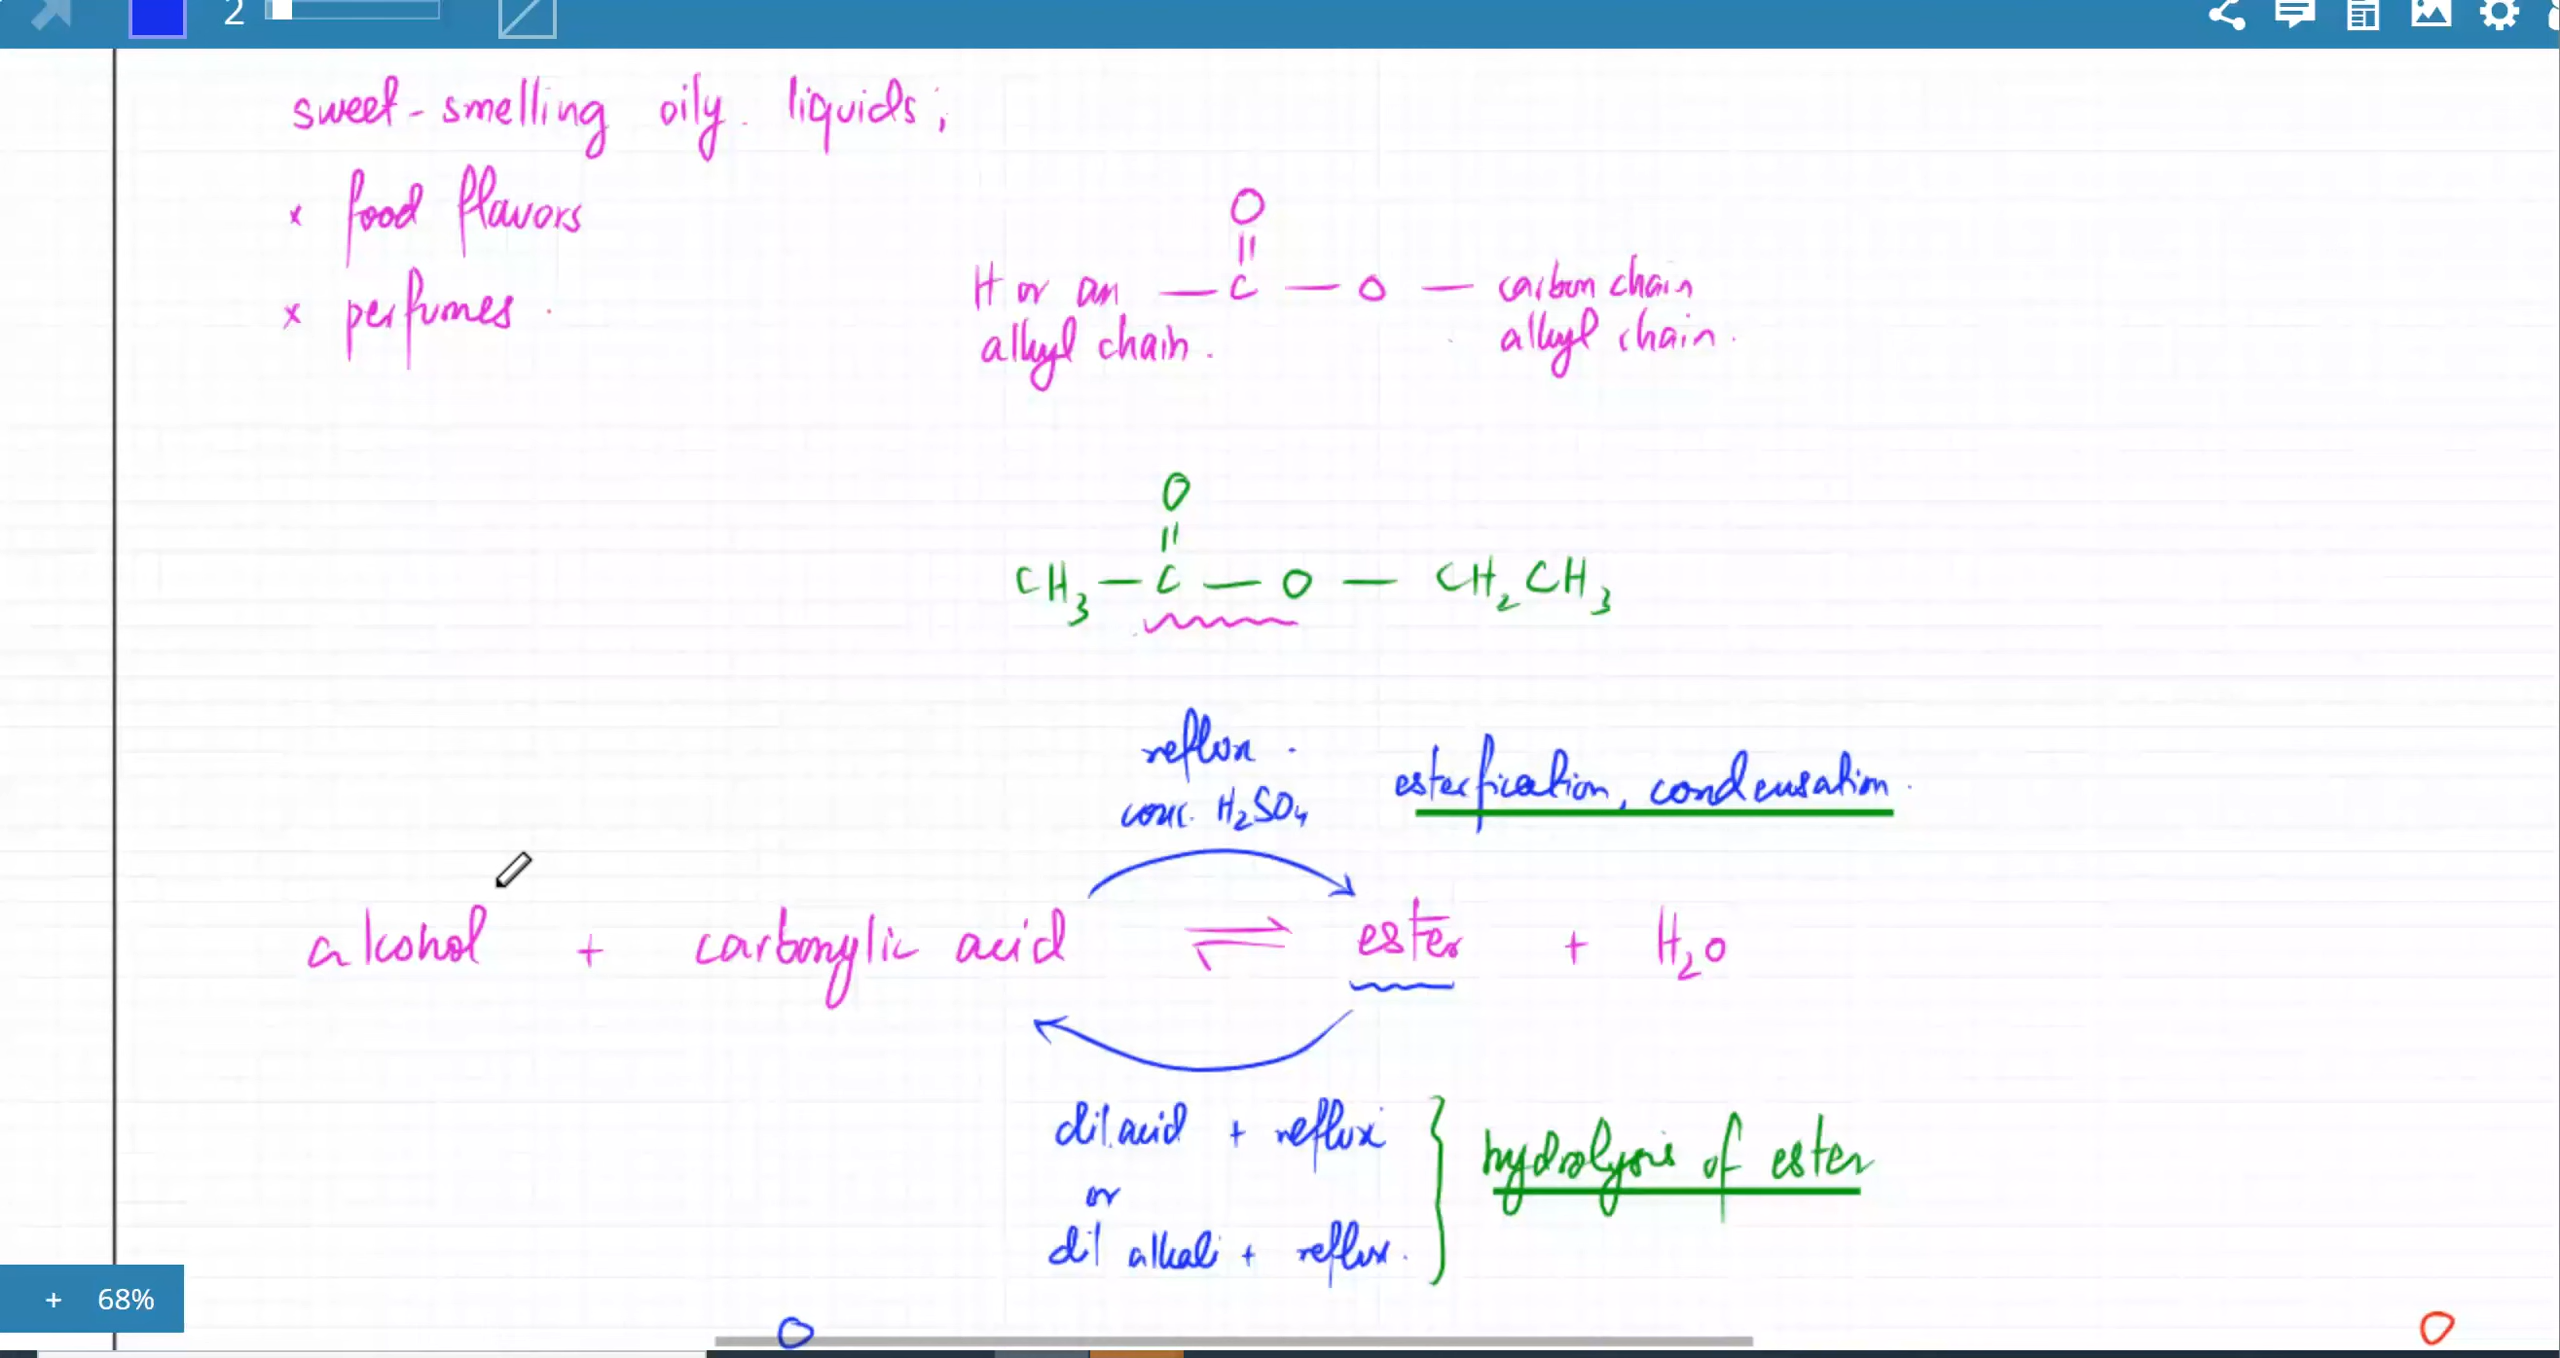 2
sweet-smelling oily liquids;
x food flavors
x perfumes.
O
||
H or an — C — O — carbon chain
alkyl chain. alkyl chain.
O
||
CH3 — C — O — CH2CH3
reflux.
conc. H2SO4 esterfication, condensation.
alcohol + carboxylic acid ⇌ ester + H2O
dil. acid + reflux
or
dil alkali + reflux.
hydrolysis of ester
+ 68%
O O